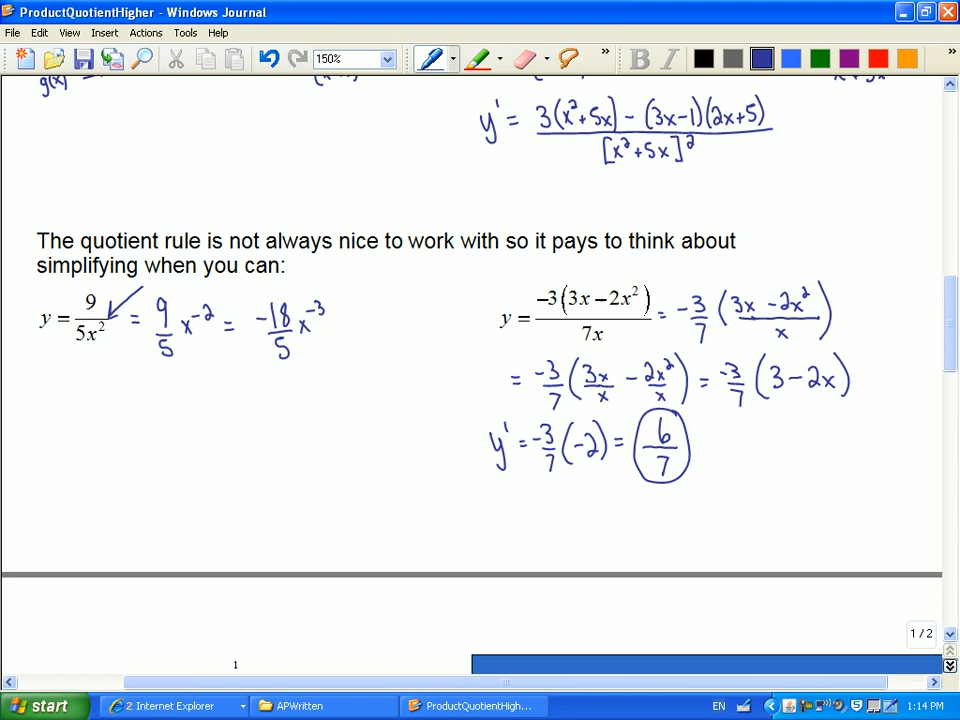 ProductQuotientHigher - Windows Journal
File Edit View Insert Actions Tools Help
150%
g(x)
y' = 3(x²+5x) - (3x-1)(2x+5)
[x²+5x]²
The quotient rule is not always nice to work with so it pays to think about
simplifying when you can:
y = 9/5x² = 9/5 x⁻² = -18/5 x⁻³
y = -3(3x-2x²)/7x = -3/7 (3x-2x²/x)
= -3/7 (3x/x - 2x²/x) = -3/7 (3-2x)
y' = -3/7 (-2) = 6/7
1 / 2
1
start 2 Internet Explorer APWritten ProductQuotientHigh... EN 1:14 PM